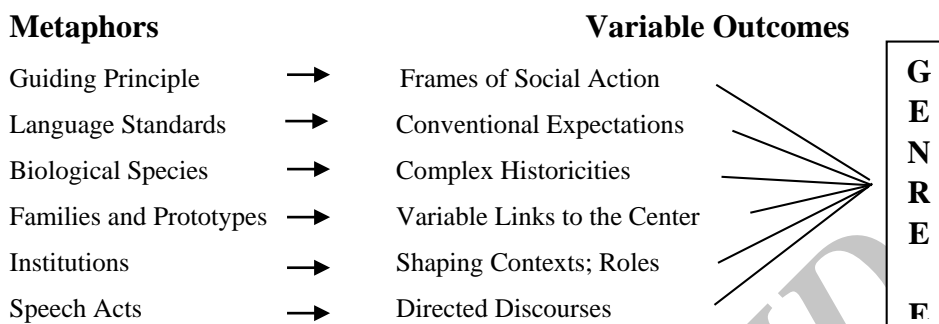 Metaphors Variable Outcomes
Guiding Principle Frames of Social Action
Language Standards Conventional Expectations
Biological Species Complex Historicities
Families and Prototypes Variable Links to the Center
Institutions Shaping Contexts; Roles
Speech Acts Directed Discourses
G
E
N
R
E
E